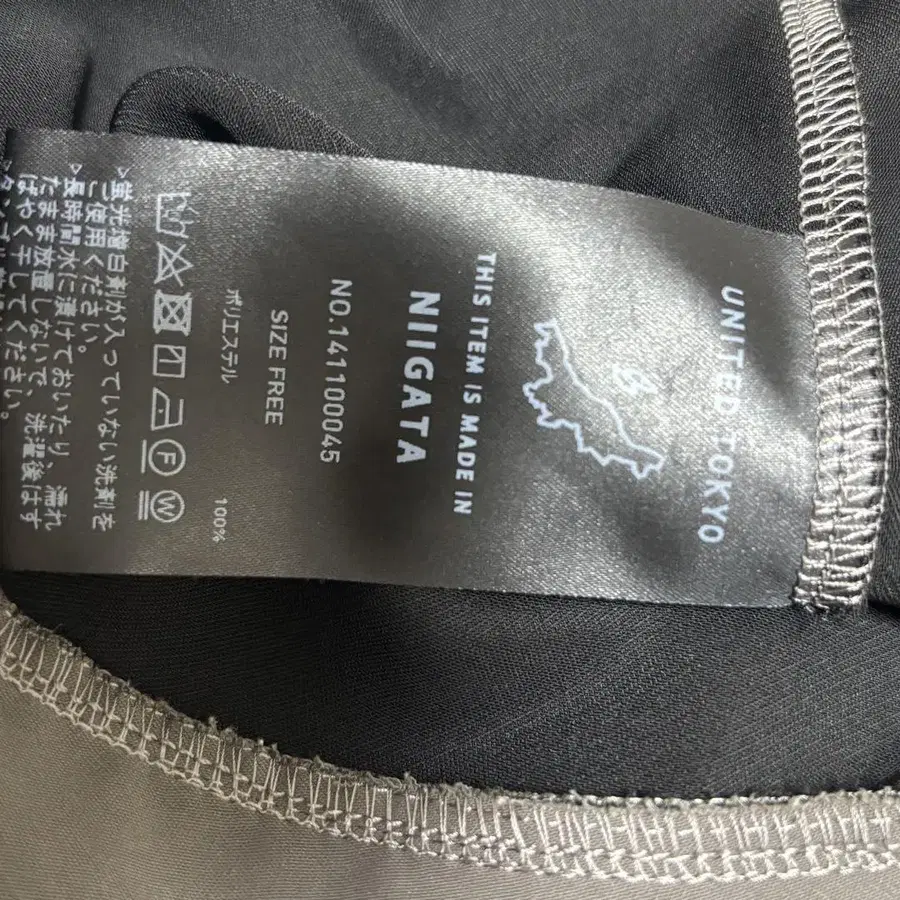 UNITED TOKYO
THIS ITEM IS MADE IN
NIIGATA
NO.141100045
SIZE FREE
ポリエステル 100%
F W
▷蛍光増白剤が入っていない洗剤を
ご使用ください。
▷長時間水に漬けておいたり、濡れ
たまま放置しないで、洗濯後はす
ばやく干してください。